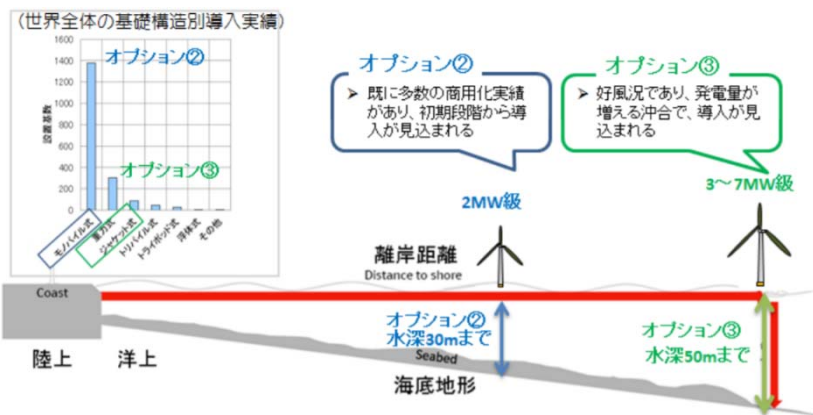 (世界全体の基礎構造別導入実績)
オプション②
オプション③
設置基数
1600
1400
1200
1000
800
600
400
200
0
モノパイル式
重力式
ジャケット式
トリパイル式
トライポッド式
浮体式
その他
オプション②
➤ 既に多数の商用化実績
があり、初期段階から導
入が見込まれる
オプション③
➤ 好風況であり、発電量が
増える沖合で、導入が見
込まれる
2MW級
3〜7MW級
離岸距離
Distance to shore
Coast
オプション②
水深30mまで
オプション③
水深50mまで
Seabed
陸上
洋上
海底地形